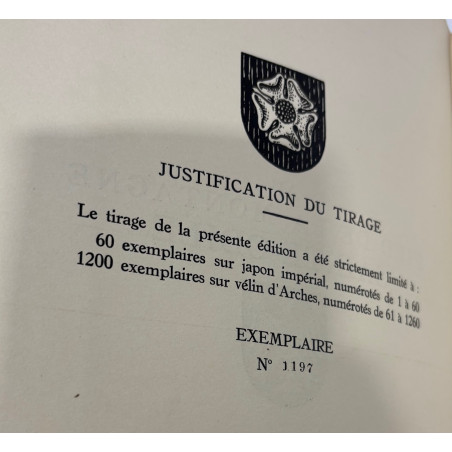 JUSTIFICATION DU TIRAGE
Le tirage de la présente édition a été strictement limité à :
60 exemplaires sur japon impérial, numérotés de 1 à 60
1200 exemplaires sur vélin d'Arches, numérotés de 61 à 1260
EXEMPLAIRE
N° 1197